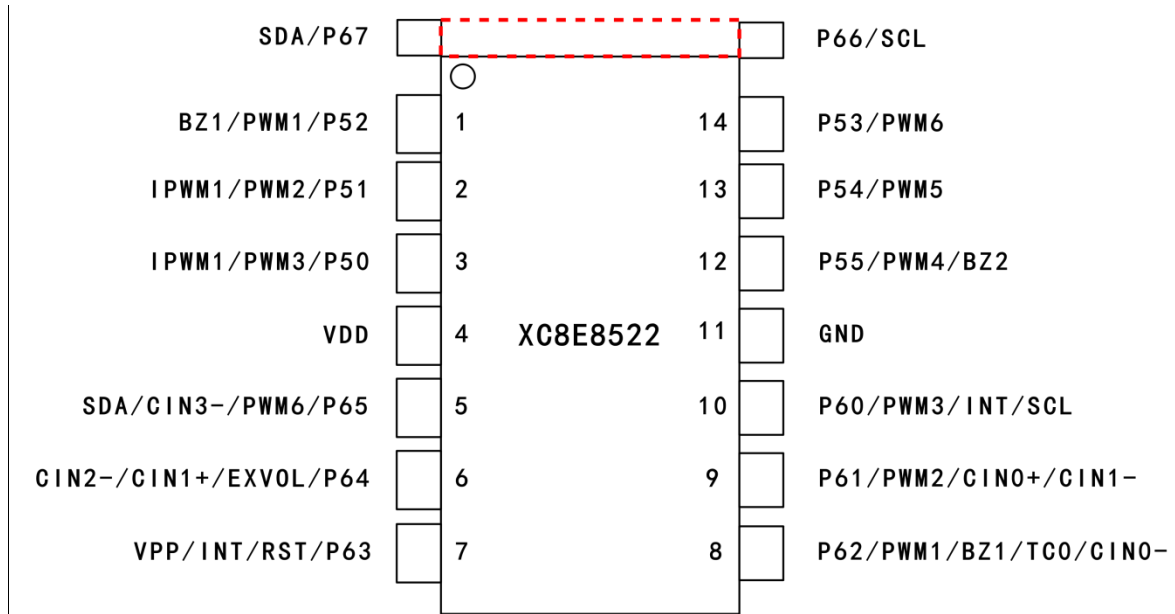 SDA/P67 P66/SCL
BZ1/PWM1/P52 1 14 P53/PWM6
IPWM1/PWM2/P51 2 13 P54/PWM5
IPWM1/PWM3/P50 3 12 P55/PWM4/BZ2
VDD 4 XC8E8522 11 GND
SDA/CIN3-/PWM6/P65 5 10 P60/PWM3/INT/SCL
CIN2-/CIN1+/EXVOL/P64 6 9 P61/PWM2/CIN0+/CIN1-
VPP/INT/RST/P63 7 8 P62/PWM1/BZ1/TC0/CIN0-